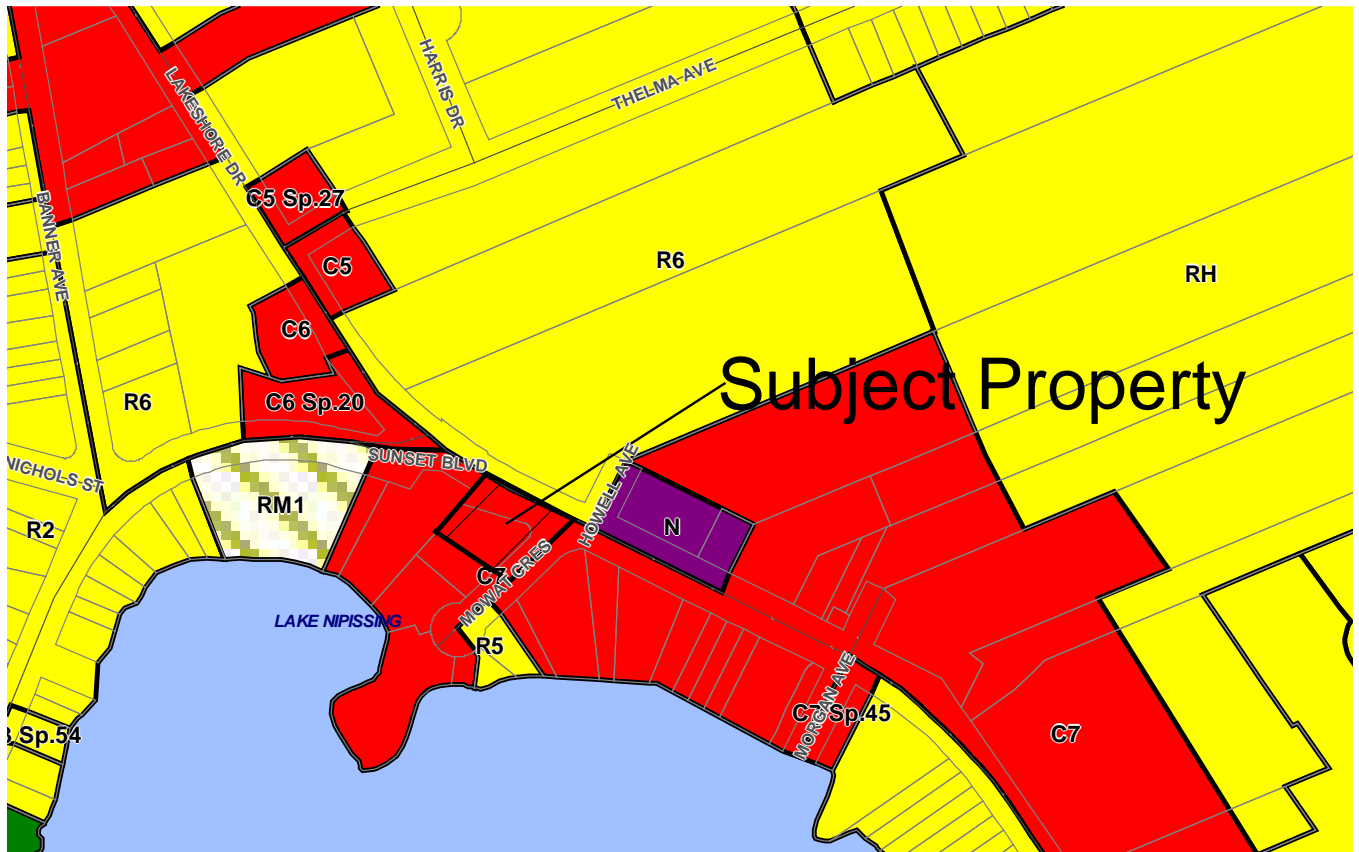 HARRIS DR
THELMA AVE
LAKESHORE DR
C5 Sp.27
BANNER AVE
C5
R6
RH
C6
Subject Property
R6
C6 Sp.20
SUNSET BLVD
NICHOLS ST
HOWELL AVE
RM1
N
R2
C7
MOWAT CRES
LAKE NIPISSING
R5
MORGAN AVE
C7 Sp.45
Sp.54
C7